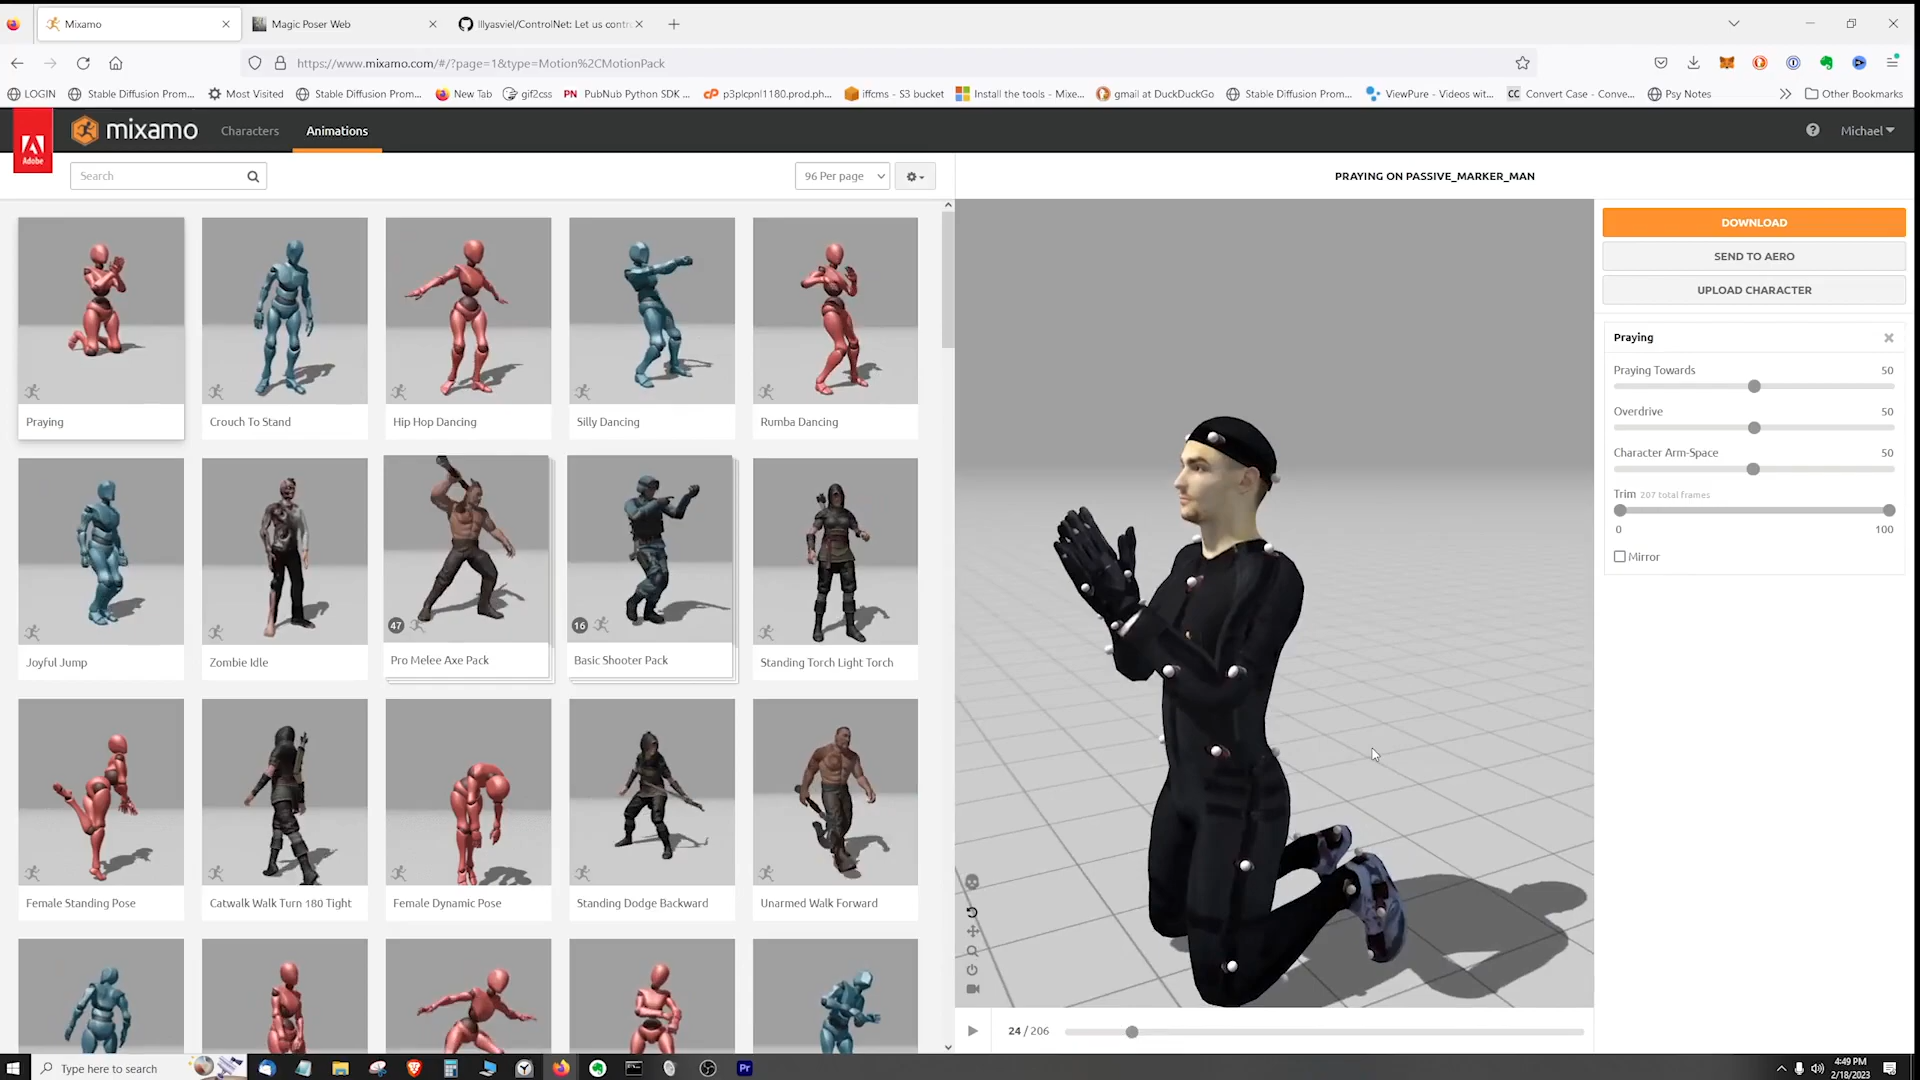 Mixamo
Magic Poser Web
lllyasviel/ControlNet: Let us contr
https://www.mixamo.com/#/?page=1&type=Motion%2CMotionPack
LOGIN
Stable Diffusion Prom...
Most Visited
Stable Diffusion Prom...
New Tab
gif2css
PN
PubNub Python SDK ...
cP
p3plcpnl1180.prod.ph...
iffcms - S3 bucket
Install the tools - Mixe...
gmail at DuckDuckGo
Stable Diffusion Prom...
ViewPure - Videos wit...
CC
Convert Case - Conve...
Psy Notes
Other Bookmarks
Adobe
mixamo
Characters
Animations
Michael
Search
96 Per page
PRAYING ON PASSIVE_MARKER_MAN
DOWNLOAD
SEND TO AERO
UPLOAD CHARACTER
Praying
Praying Towards 50
Overdrive 50
Character Arm-Space 50
Trim 207 total frames
0 100
Mirror
Praying
Crouch To Stand
Hip Hop Dancing
Silly Dancing
Rumba Dancing
47
16
Joyful Jump
Zombie Idle
Pro Melee Axe Pack
Basic Shooter Pack
Standing Torch Light Torch
Female Standing Pose
Catwalk Walk Turn 180 Tight
Female Dynamic Pose
Standing Dodge Backward
Unarmed Walk Forward
24 / 206
Type here to search
Pr
4:49 PM
2/18/2023